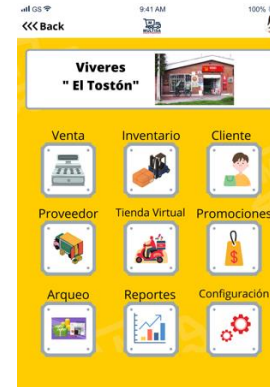 GS 9:41 AM 100%
<<< Back
Viveres
" El Tostón"
Venta Inventario Cliente
Proveedor Tienda Virtual Promociones
Arqueo Reportes Configuración